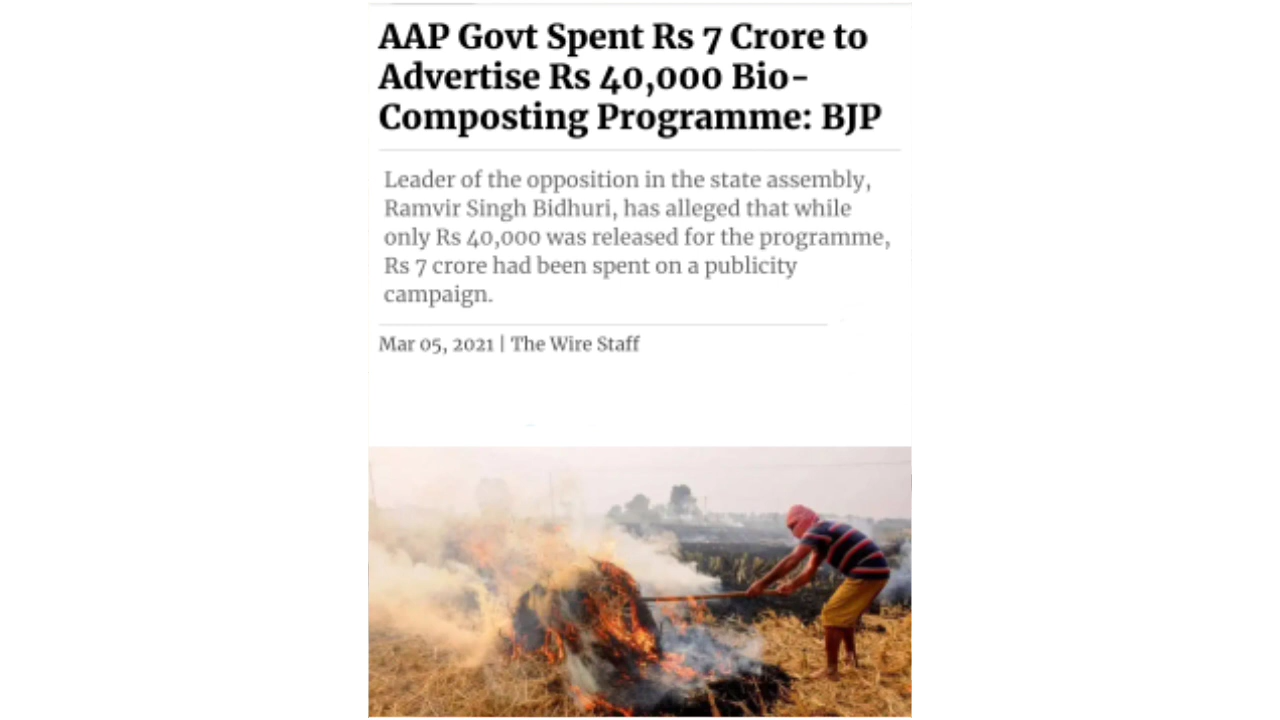 AAP Govt Spent Rs 7 Crore to
Advertise Rs 40,000 Bio-
Composting Programme: BJP
Leader of the opposition in the state assembly,
Ramvir Singh Bidhuri, has alleged that while
only Rs 40,000 was released for the programme,
Rs 7 crore had been spent on a publicity
campaign.
Mar 05, 2021 | The Wire Staff